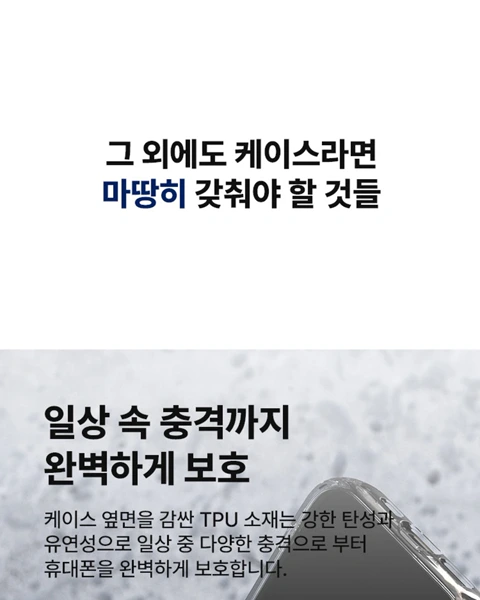 그 외에도 케이스라면
마땅히 갖춰야 할 것들
일상 속 충격까지
완벽하게 보호
케이스 옆면을 감싼 TPU 소재는 강한 탄성과
유연성으로 일상 중 다양한 충격으로 부터
휴대폰을 완벽하게 보호합니다.